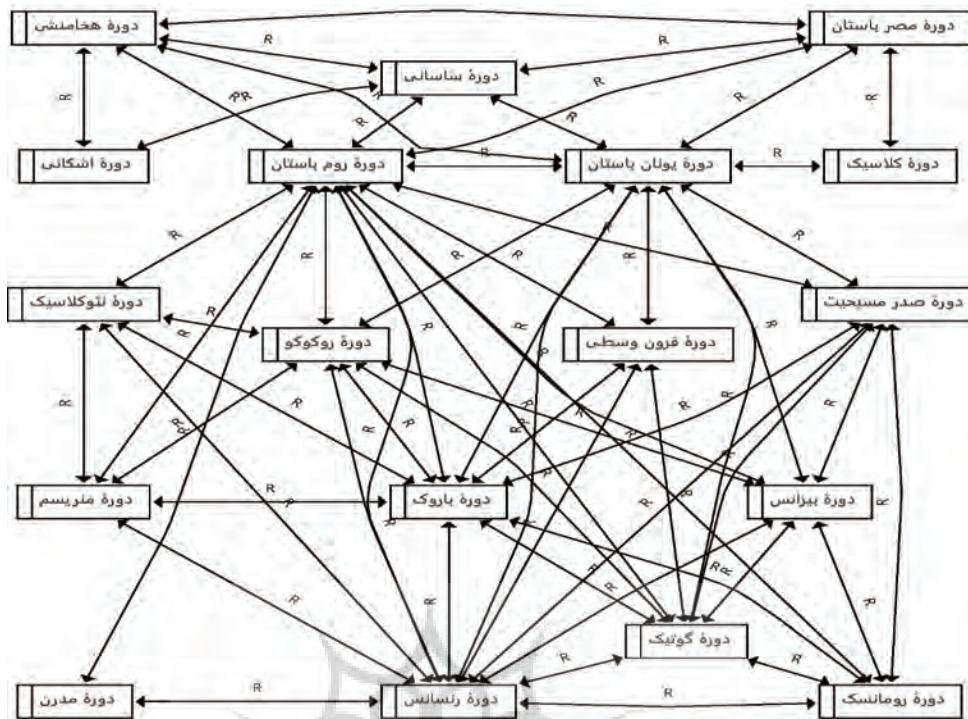 دورهٔ مصر باستان
دورهٔ هخامنشی
R
R
دورهٔ ساسانی
R
R
R
RR
R
R
R
دورهٔ کلاسیک
R
دورهٔ یونان باستان
R
دورهٔ روم باستان
دورهٔ اشکانی
R
R
R
R
R
R
R
دورهٔ صدر مسیحیت
دورهٔ نئوکلاسیک
R
R
R
R
R
دورهٔ قرون وسطی
دورهٔ روکوکو
R
R
R
R
R
R
R
R
R
R
R
دورهٔ بیزانس
دورهٔ باروک
R
دورهٔ منریسم
R
R
R
R
R
R
R
R
R
دورهٔ گوتیک
R
R
دورهٔ رومانسک
R
دورهٔ رنسانس
R
دورهٔ مدرن